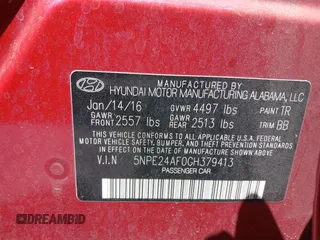 MANUFACTURED BY
HYUNDAI MOTOR MANUFACTURING ALABAMA, LLC
Jan/14/16 GVWR 4497 lbs PAINT TR
GAWR FRONT 2557 lbs GAWR REAR 2513 lbs TRIM BB
THIS VEHICLE CONFORMS TO ALL APPLICABLE FEDERAL
MOTOR VEHICLE SAFETY, BUMPER, AND THEFT PREVENTION
STANDARDS IN EFFECT ON THE DATE OF MANUFACTURE
SHOWN ABOVE.
V.I.N 5NPE24AF0GH379413
PASSENGER CAR
DREAMBID